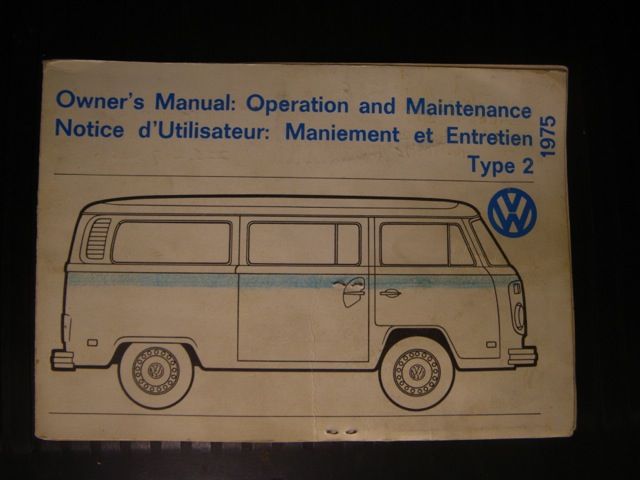 Owner's Manual: Operation and Maintenance
Notice d'Utilisateur: Maniement et Entretien
Type 2
1975
VW